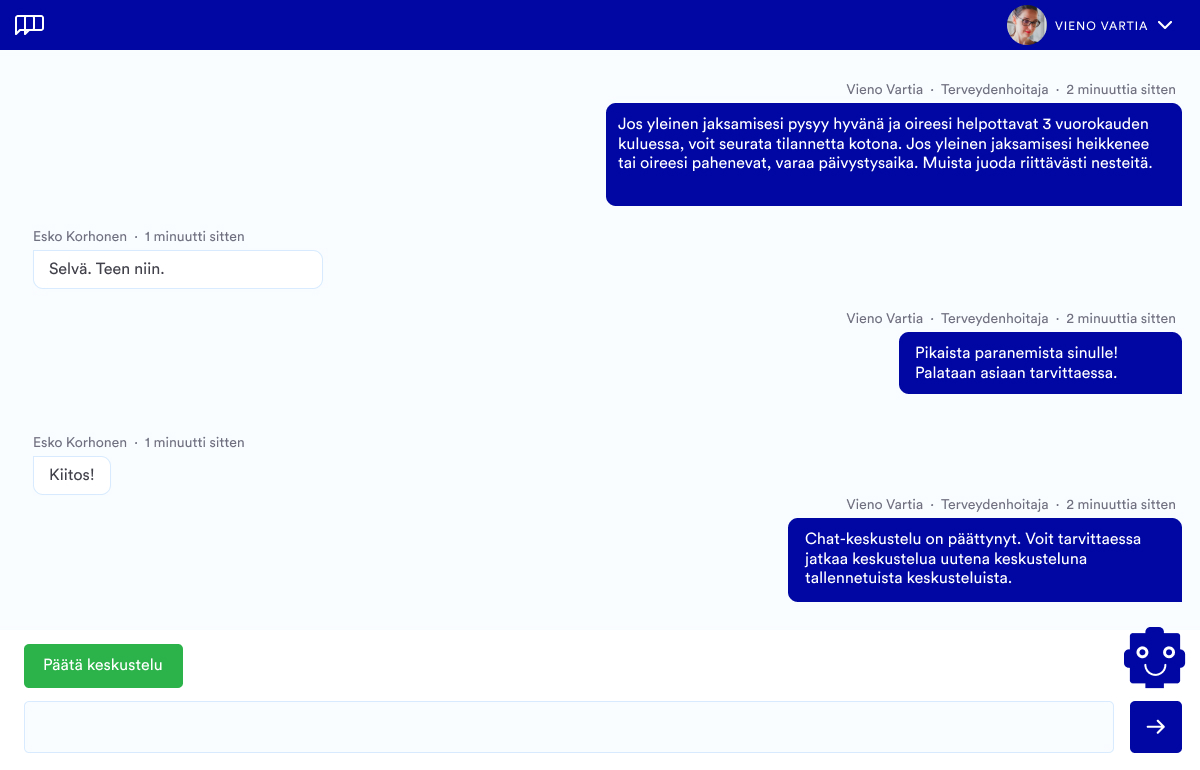 VIENO VARTIA
Vieno Vartia · Terveydenhoitaja · 2 minuuttia sitten
Jos yleinen jaksamisesi pysyy hyvänä ja oireesi helpottavat 3 vuorokauden
kuluessa, voit seurata tilannetta kotona. Jos yleinen jaksamisesi heikkenee
tai oireesi pahenevat, varaa päivystysaika. Muista juoda riittävästi nesteitä.
Esko Korhonen · 1 minuutti sitten
Selvä. Teen niin.
Vieno Vartia · Terveydenhoitaja · 2 minuuttia sitten
Pikaista paranemista sinulle!
Palataan asiaan tarvittaessa.
Esko Korhonen · 1 minuutti sitten
Kiitos!
Vieno Vartia · Terveydenhoitaja · 2 minuuttia sitten
Chat-keskustelu on päättynyt. Voit tarvittaessa
jatkaa keskustelua uutena keskusteluna
tallennetuista keskusteluista.
Päätä keskustelu